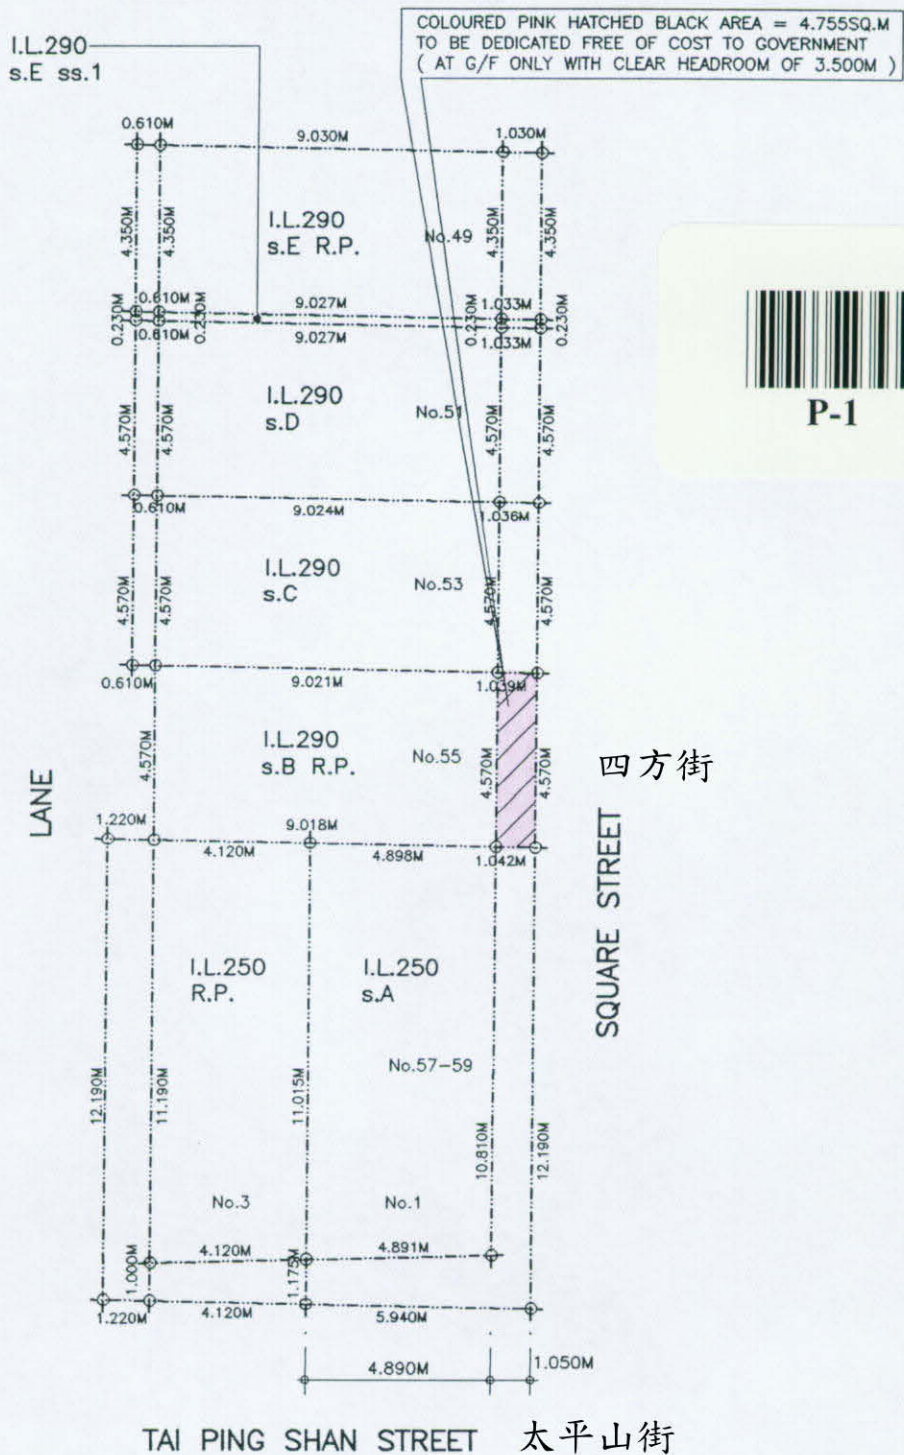 COLOURED PINK HATCHED BLACK AREA = 4.755SQ.M
TO BE DEDICATED FREE OF COST TO GOVERNMENT
( AT G/F ONLY WITH CLEAR HEADROOM OF 3.500M )
I.L.290
s.E ss.1
0.610M
9.030M
1.030M
4.350M
4.350M
I.L.290
s.E R.P.
No.49
4.350M
4.350M
0.610M
9.027M
1.033M
0.230M
0.230M
0.230M
0.230M
0.610M
9.027M
1.033M
P-1
I.L.290
s.D
No.51
4.570M
4.570M
4.570M
4.570M
0.610M
9.024M
1.036M
I.L.290
s.C
No.53
4.570M
4.570M
4.570M
4.570M
0.610M
9.021M
1.039M
I.L.290
s.B R.P.
No.55
4.570M
4.570M
4.570M
四方街
LANE
SQUARE STREET
1.220M
9.018M
4.120M
4.898M
1.042M
I.L.250
R.P.
I.L.250
s.A
No.57-59
12.190M
11.190M
11.015M
10.810M
12.190M
No.3
No.1
4.120M
4.891M
1.000M
1.175M
1.220M
4.120M
5.940M
4.890M
1.050M
TAI PING SHAN STREET 太平山街